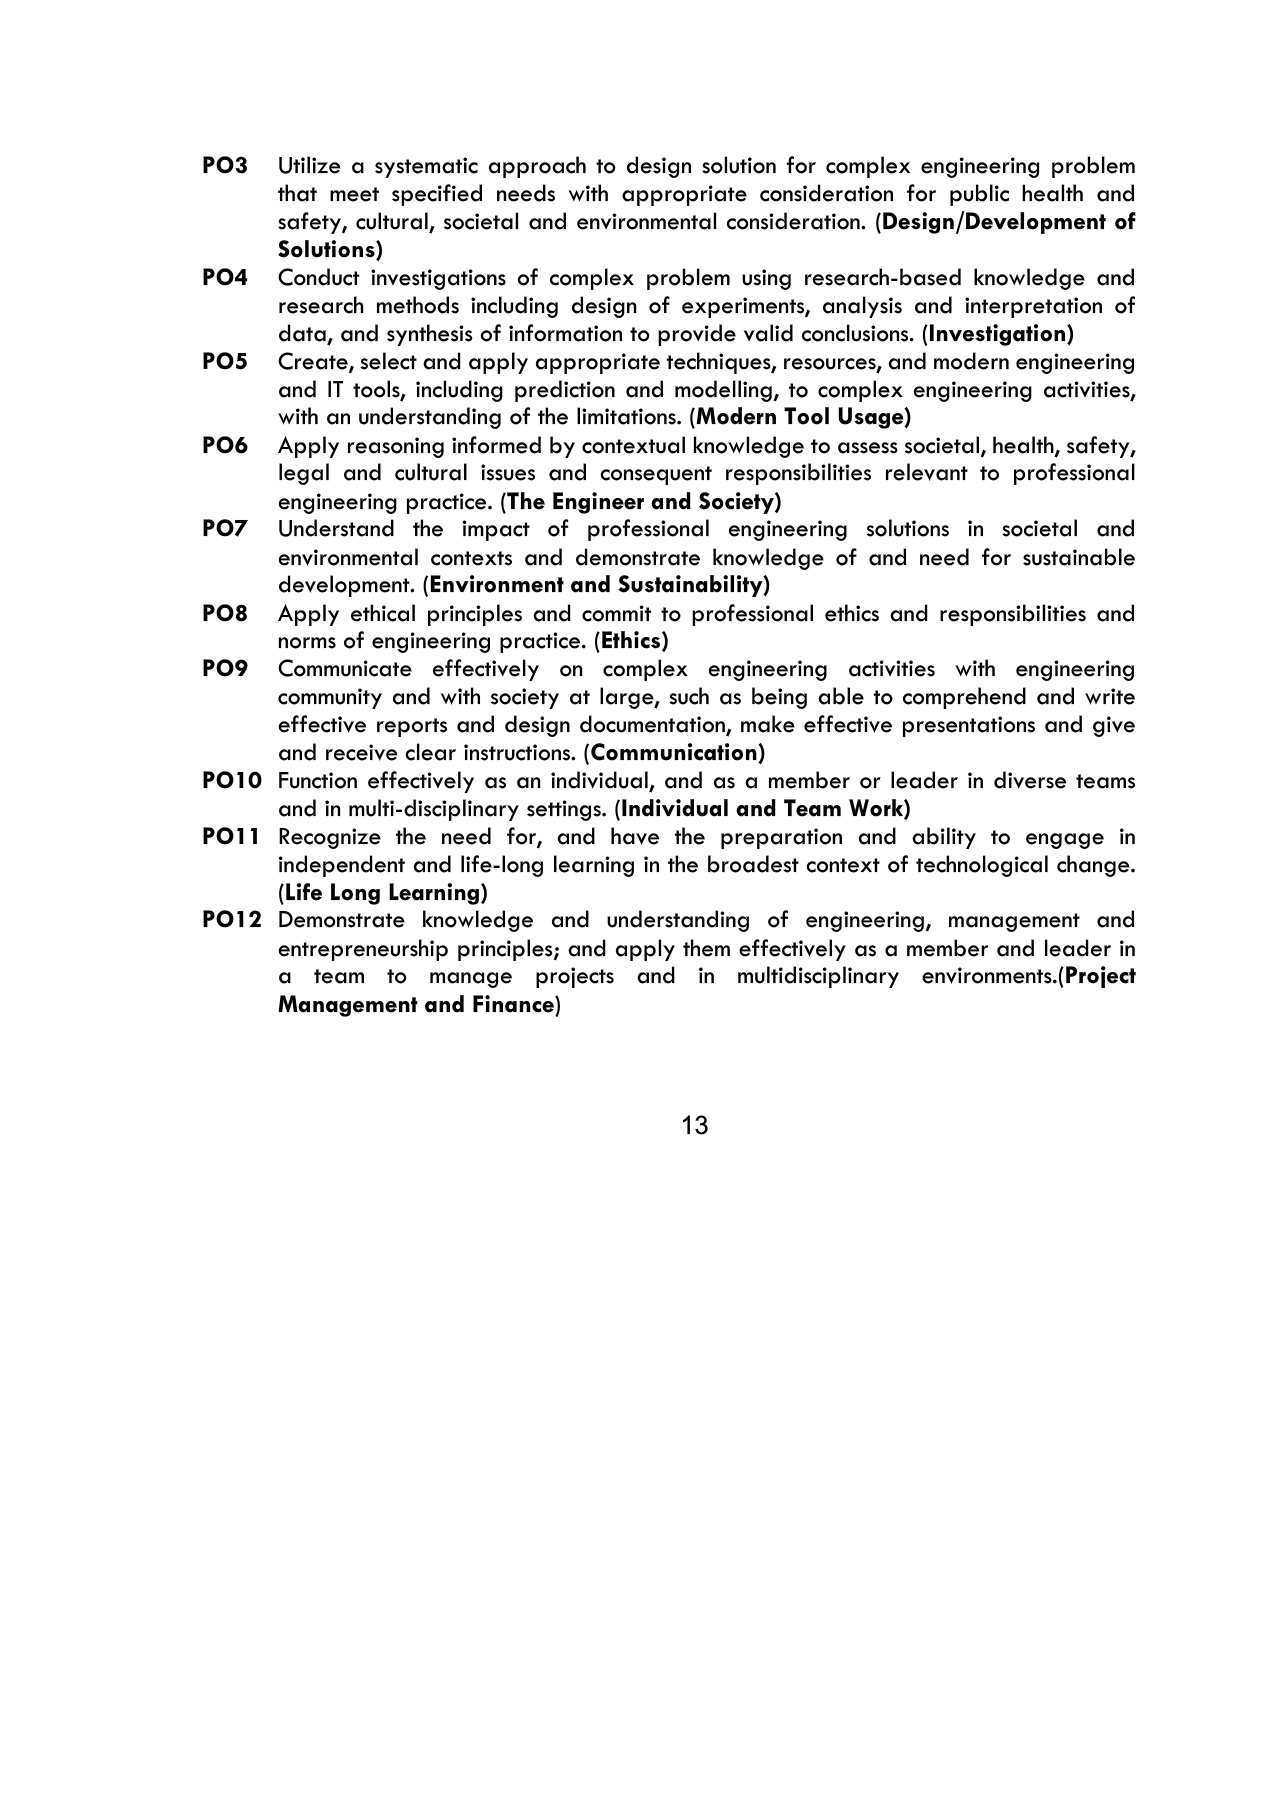 PO3 Utilize a systematic approach to design solution for complex engineering problem
that meet specified needs with appropriate consideration for public health and
safety, cultural, societal and environmental consideration. (Design/Development of
Solutions)
PO4 Conduct investigations of complex problem using research-based knowledge and
research methods including design of experiments, analysis and interpretation of
data, and synthesis of information to provide valid conclusions. (Investigation)
PO5 Create, select and apply appropriate techniques, resources, and modern engineering
and IT tools, including prediction and modelling, to complex engineering activities,
with an understanding of the limitations. (Modern Tool Usage)
PO6 Apply reasoning informed by contextual knowledge to assess societal, health, safety,
legal and cultural issues and consequent responsibilities relevant to professional
engineering practice. (The Engineer and Society)
PO7 Understand the impact of professional engineering solutions in societal and
environmental contexts and demonstrate knowledge of and need for sustainable
development. (Environment and Sustainability)
PO8 Apply ethical principles and commit to professional ethics and responsibilities and
norms of engineering practice. (Ethics)
PO9 Communicate effectively on complex engineering activities with engineering
community and with society at large, such as being able to comprehend and write
effective reports and design documentation, make effective presentations and give
and receive clear instructions. (Communication)
PO10 Function effectively as an individual, and as a member or leader in diverse teams
and in multi-disciplinary settings. (Individual and Team Work)
PO11 Recognize the need for, and have the preparation and ability to engage in
independent and life-long learning in the broadest context of technological change.
(Life Long Learning)
PO12 Demonstrate knowledge and understanding of engineering, management and
entrepreneurship principles; and apply them effectively as a member and leader in
a team to manage projects and in multidisciplinary environments.(Project
Management and Finance)
13